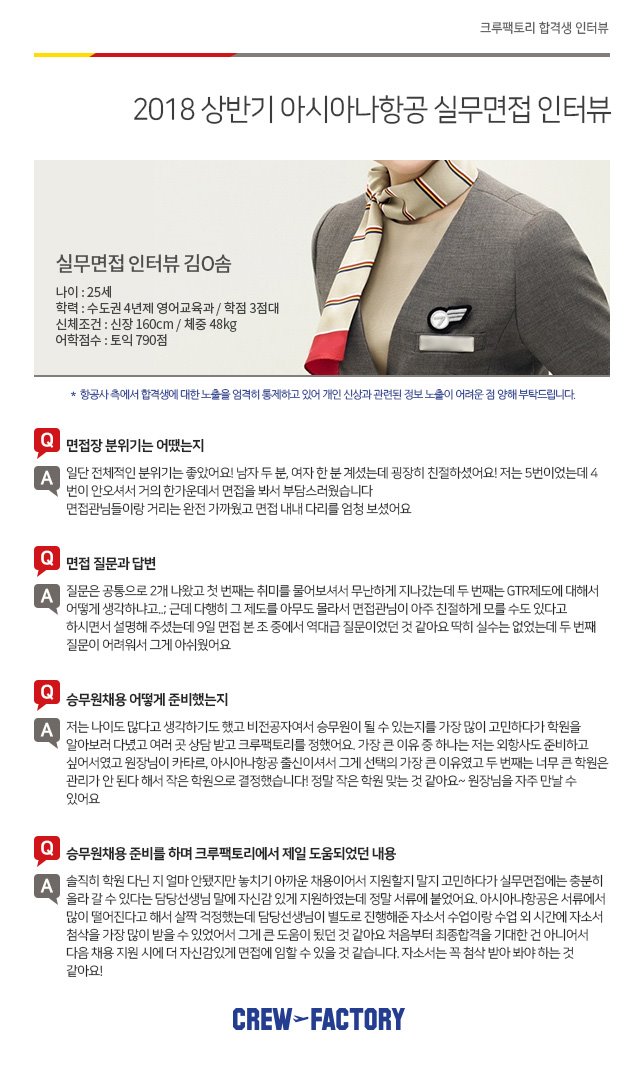 크루팩토리 합격생 인터뷰
2018 상반기 아시아나항공 실무면접 인터뷰
실무면접 인터뷰 김O솜
나이 : 25세
학력 : 수도권 4년제 영어교육과 / 학점 3점대
신체조건 : 신장 160cm / 체중 48kg
어학점수 : 토익 790점
* 항공사 측에서 합격생에 대한 노출을 엄격히 통제하고 있어 개인 신상과 관련된 정보 노출이 어려운 점 양해 부탁드립니다.
Q 면접장 분위기는 어땠는지
A 일단 전체적인 분위기는 좋았어요! 남자 두 분, 여자 한 분 계셨는데 굉장히 친절하셨어요! 저는 5번이었는데 4
번이 안오셔서 거의 한가운데서 면접을 봐서 부담스러웠습니다
면접관님들이랑 거리는 완전 가까웠고 면접 내내 다리를 엄청 보셨어요
Q 면접 질문과 답변
A 질문은 공통으로 2개 나왔고 첫 번째는 취미를 물어보셔서 무난하게 지나갔는데 두 번째는 GTR제도에 대해서
어떻게 생각하냐고..; 근데 다행히 그 제도를 아무도 몰라서 면접관님이 아주 친절하게 모를 수도 있다고
하시면서 설명해 주셨는데 9일 면접 본 조 중에서 역대급 질문이었던 것 같아요 딱히 실수는 없었는데 두 번째
질문이 어려워서 그게 아쉬웠어요
Q 승무원채용 어떻게 준비했는지
A 저는 나이도 많다고 생각하기도 했고 비전공자여서 승무원이 될 수 있는지를 가장 많이 고민하다가 학원을
알아보러 다녔고 여러 곳 상담 받고 크루팩토리를 정했어요. 가장 큰 이유 중 하나는 저는 외항사도 준비하고
싶어서였고 원장님이 카타르, 아시아나항공 출신이셔서 그게 선택의 가장 큰 이유였고 두 번째는 너무 큰 학원은
관리가 안 된다 해서 작은 학원으로 결정했습니다! 정말 작은 학원 맞는 것 같아요~ 원장님을 자주 만날 수
있어요
Q 승무원채용 준비를 하며 크루팩토리에서 제일 도움되었던 내용
A 솔직히 학원 다닌 지 얼마 안됐지만 놓치기 아까운 채용이어서 지원할지 말지 고민하다가 실무면접에는 충분히
올라 갈 수 있다는 담당선생님 말에 자신감 있게 지원하였는데 정말 서류에 붙었어요. 아시아나항공은 서류에서
많이 떨어진다고 해서 살짝 걱정했는데 담당선생님이 별도로 진행해준 자소서 수업이랑 수업 외 시간에 자소서
첨삭을 가장 많이 받을 수 있었어서 그게 큰 도움이 됐던 것 같아요 처음부터 최종합격을 기대한 건 아니어서
다음 채용 지원 시에 더 자신감있게 면접에 임할 수 있을 것 같습니다. 자소서는 꼭 첨삭 받아 봐야 하는 것
같아요!
CREW FACTORY